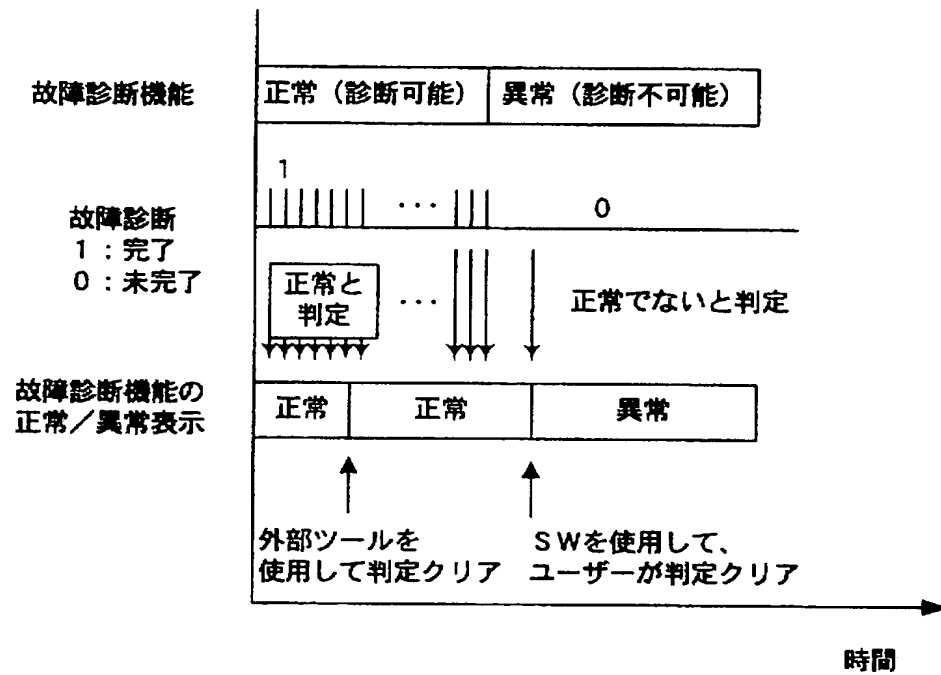 故障診断機能
正常（診断可能） 異常（診断不可能）
1
･･･
0
故障診断
1：完了
0：未完了
正常と
判定
･･･
正常でないと判定
故障診断機能の
正常／異常表示
正常 正常 異常
外部ツールを
使用して判定クリア
ＳＷを使用して、
ユーザーが判定クリア
時間